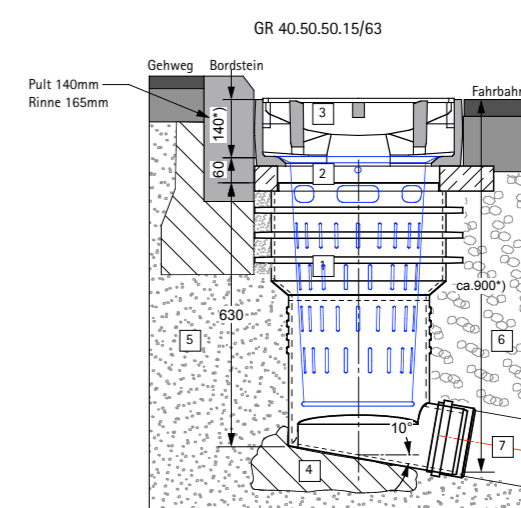 GR 40.50.50.15/63
Gehweg Bordstein
Pult 140mm
Rinne 165mm
Fahrbahn
140*)
3
60
2
1
ca.900*)
630
5
6
10°
7
4